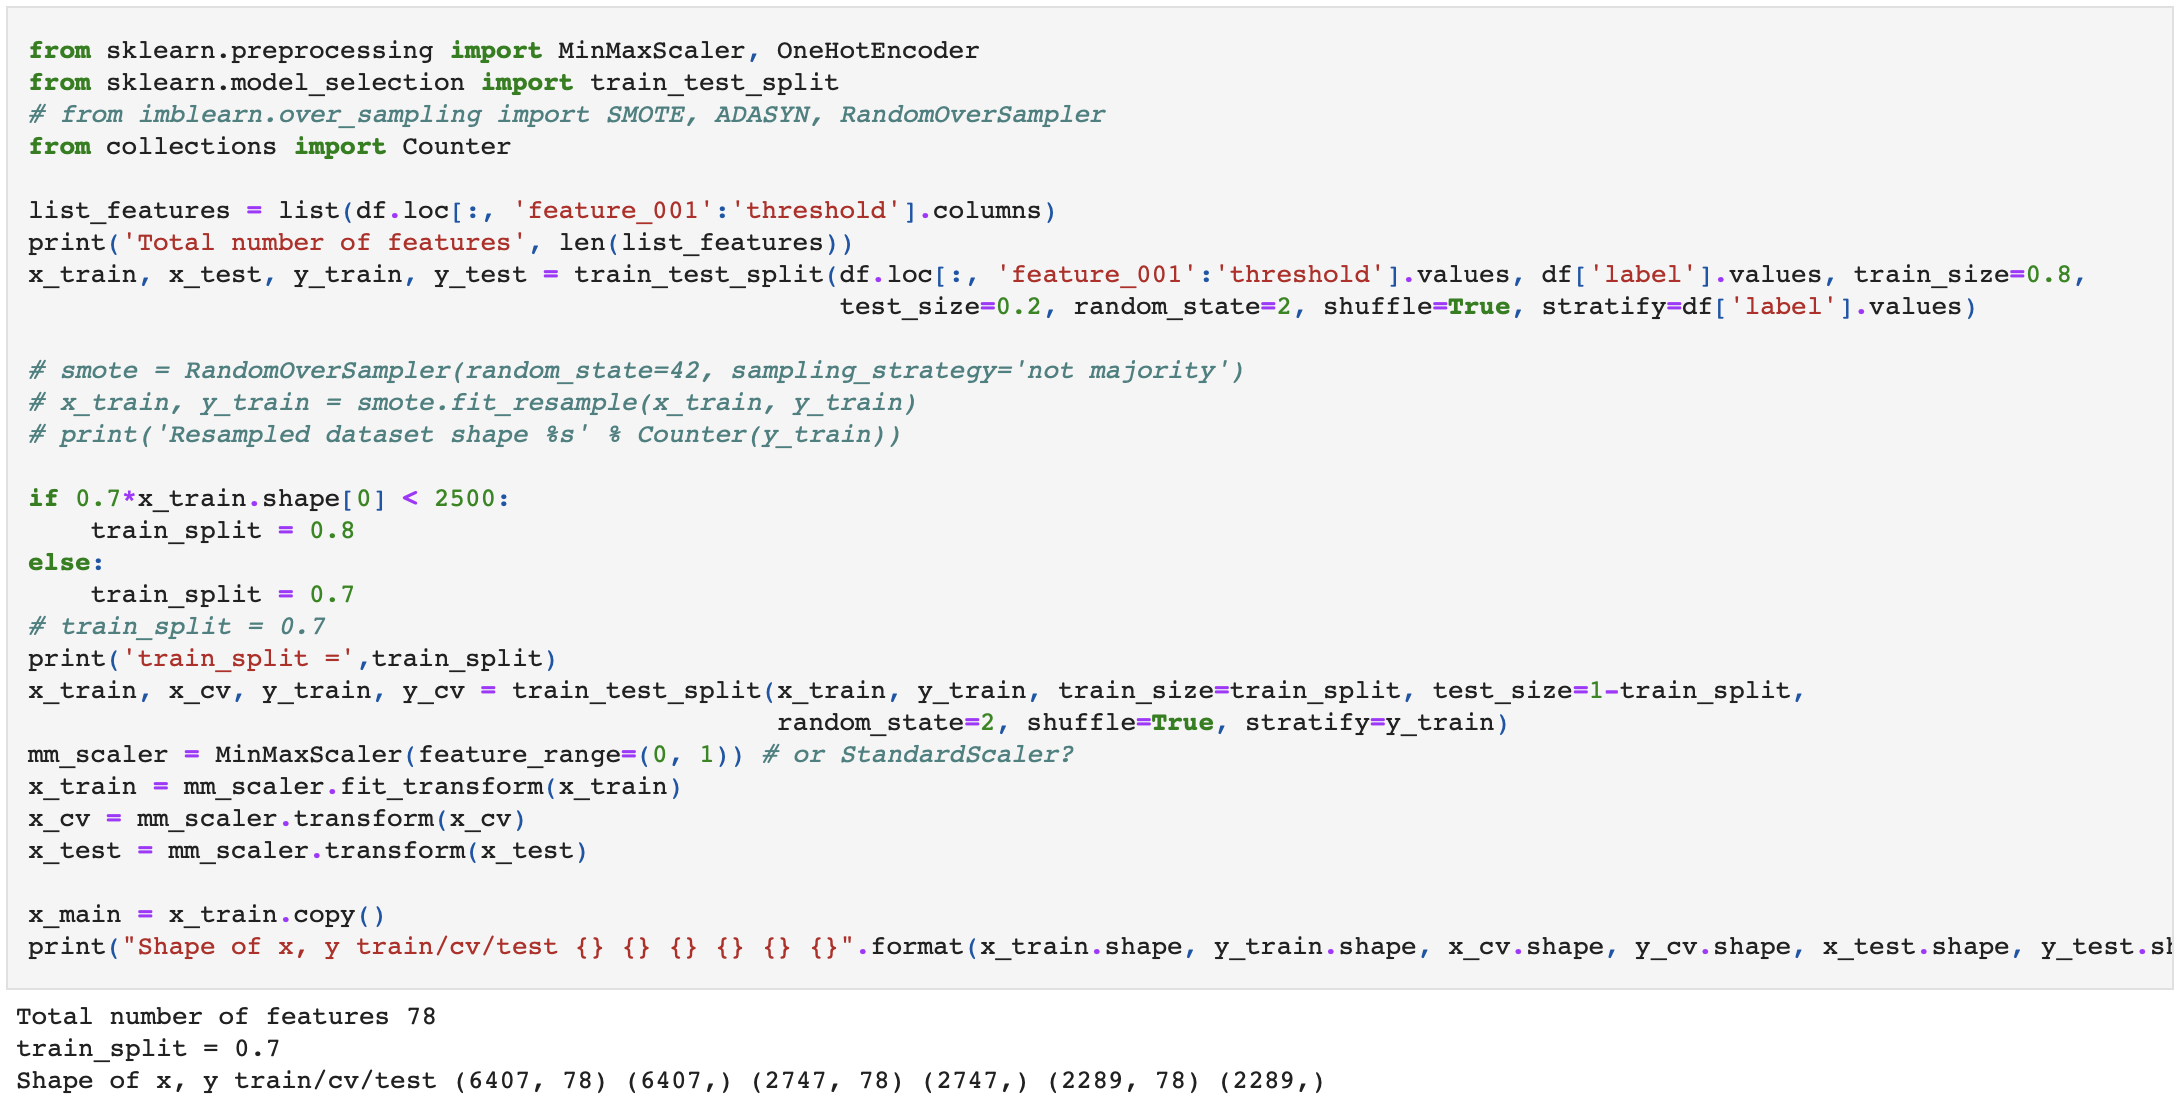 from sklearn.preprocessing import MinMaxScaler, OneHotEncoder
from sklearn.model_selection import train_test_split
# from imblearn.over_sampling import SMOTE, ADASYN, RandomOverSampler
from collections import Counter

list_features = list(df.loc[:, 'feature_001':'threshold'].columns)
print('Total number of features', len(list_features))
x_train, x_test, y_train, y_test = train_test_split(df.loc[:, 'feature_001':'threshold'].values, df['label'].values, train_size=0.8,
                                                    test_size=0.2, random_state=2, shuffle=True, stratify=df['label'].values)

# smote = RandomOverSampler(random_state=42, sampling_strategy='not majority')
# x_train, y_train = smote.fit_resample(x_train, y_train)
# print('Resampled dataset shape %s' % Counter(y_train))

if 0.7*x_train.shape[0] < 2500:
    train_split = 0.8
else:
    train_split = 0.7
# train_split = 0.7
print('train_split =',train_split)
x_train, x_cv, y_train, y_cv = train_test_split(x_train, y_train, train_size=train_split, test_size=1-train_split,
                                                random_state=2, shuffle=True, stratify=y_train)
mm_scaler = MinMaxScaler(feature_range=(0, 1)) # or StandardScaler?
x_train = mm_scaler.fit_transform(x_train)
x_cv = mm_scaler.transform(x_cv)
x_test = mm_scaler.transform(x_test)

x_main = x_train.copy()
print("Shape of x, y train/cv/test {} {} {} {} {} {}".format(x_train.shape, y_train.shape, x_cv.shape, y_cv.shape, x_test.shape, y_test.sh
Total number of features 78
train_split = 0.7
Shape of x, y train/cv/test (6407, 78) (6407,) (2747, 78) (2747,) (2289, 78) (2289,)